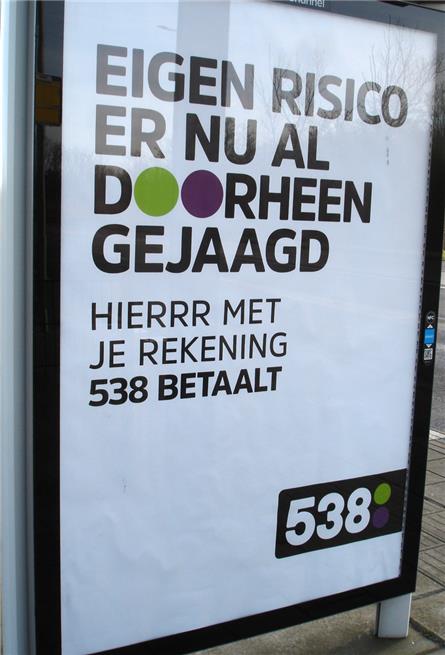 EIGEN RISICO
ER NU AL
DOORHEEN
GEJAAGD
HIERRR MET
JE REKENING
538 BETAALT
538